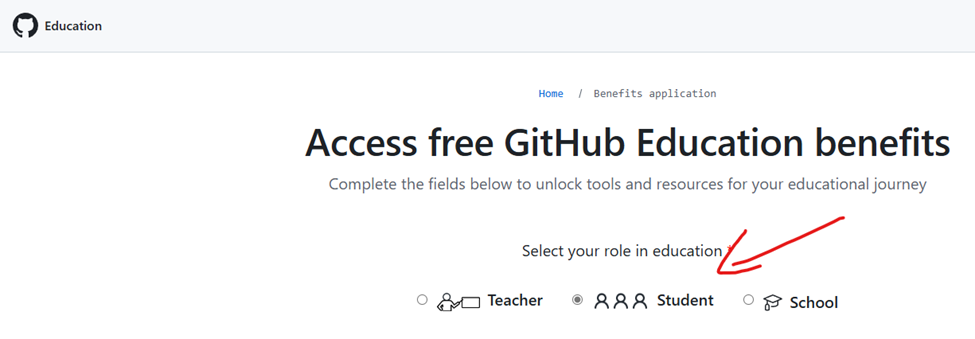 Education
Home / Benefits application
Access free GitHub Education benefits
Complete the fields below to unlock tools and resources for your educational journey
Select your role in education *
Teacher Student School